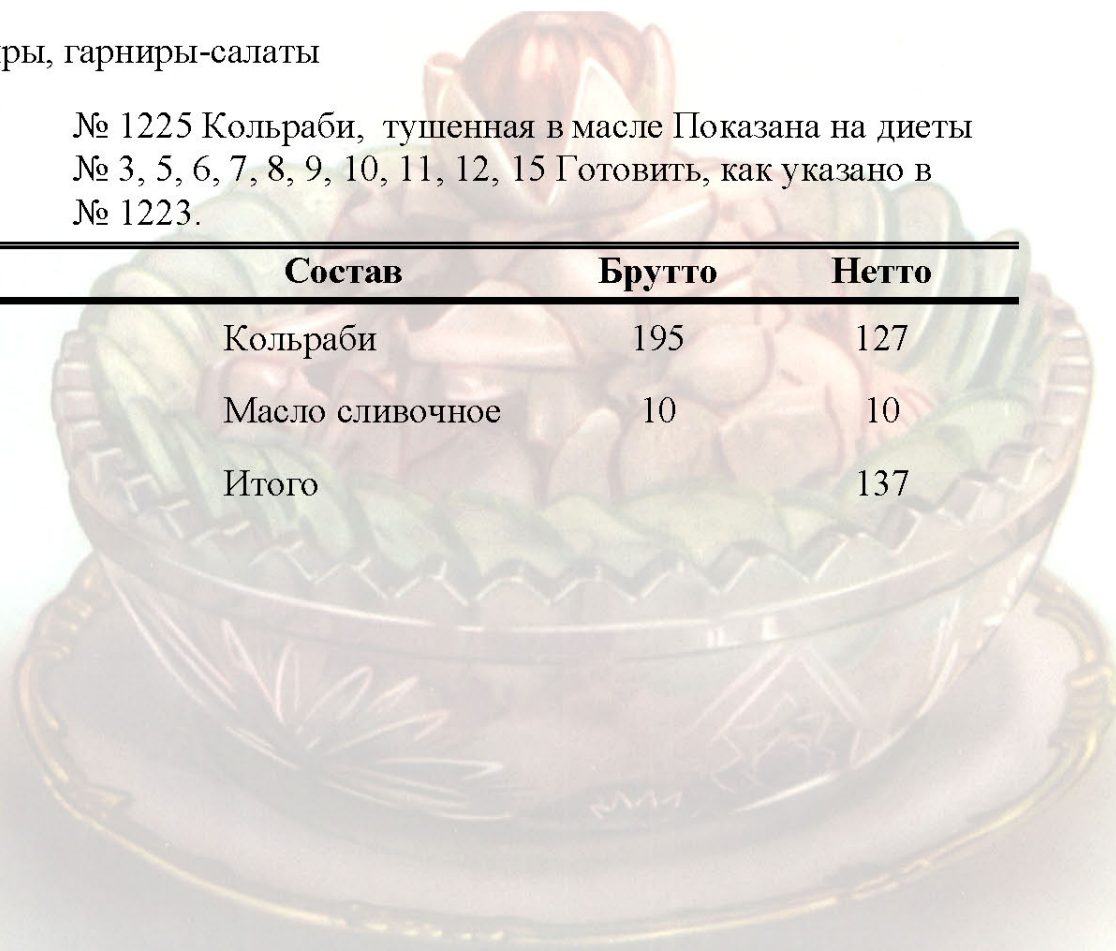 ры, гарниры-салаты
№ 1225 Кольраби, тушенная в масле Показана на диеты
№ 3, 5, 6, 7, 8, 9, 10, 11, 12, 15 Готовить, как указано в
№ 1223.
Состав Брутто Нетто
Кольраби 195 127
Масло сливочное 10 10
Итого 137